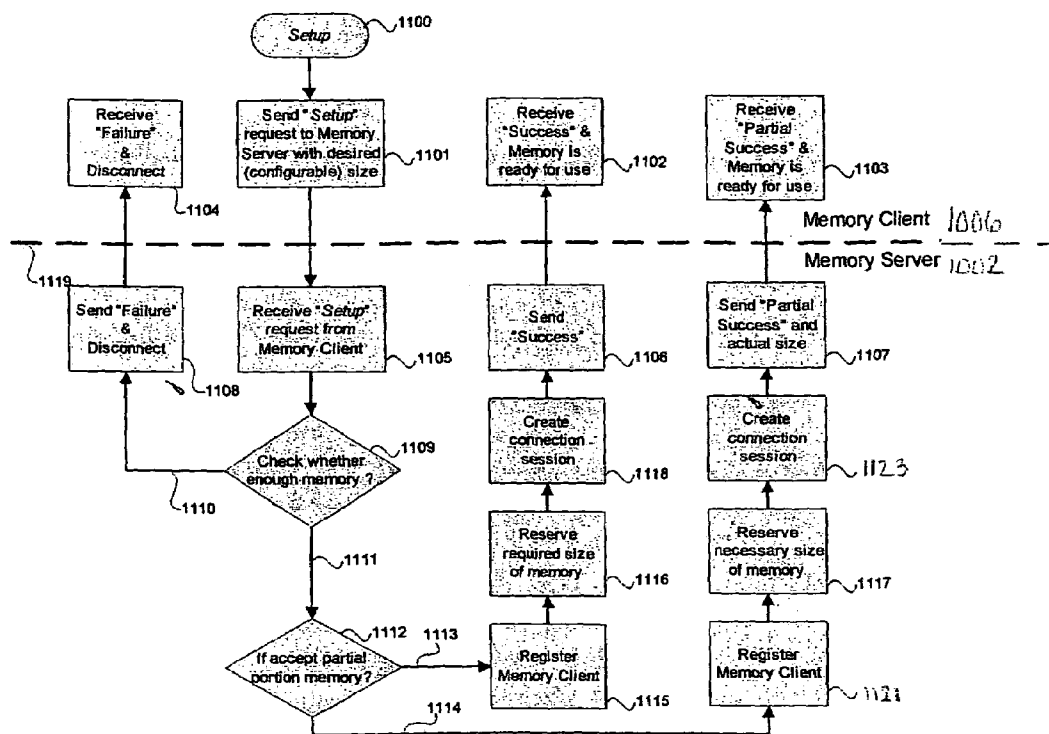 Setup
1100
Receive
"Failure"
&
Disconnect
1104
Send "Setup"
request to Memory
Server with desired
(configurable) size
1101
Receive
"Success" &
Memory is
ready for use
1102
Receive
"Partial
Success" &
Memory is
ready for use
1103
Memory Client 1006
Memory Server 1002
1119
Send "Failure"
&
Disconnect
1108
Receive "Setup"
request from
Memory Client
1105
Send
"Success"
1106
Send "Partial
Success" and
actual size
1107
Check whether
enough memory ?
1109
1110
1111
Create
connection
session
1118
Create
connection
session
1123
Reserve
required size
of memory
1116
Reserve
necessary size
of memory
1117
If accept partial
portion memory?
1112
1113
1114
Register
Memory Client
1115
Register
Memory Client
1121